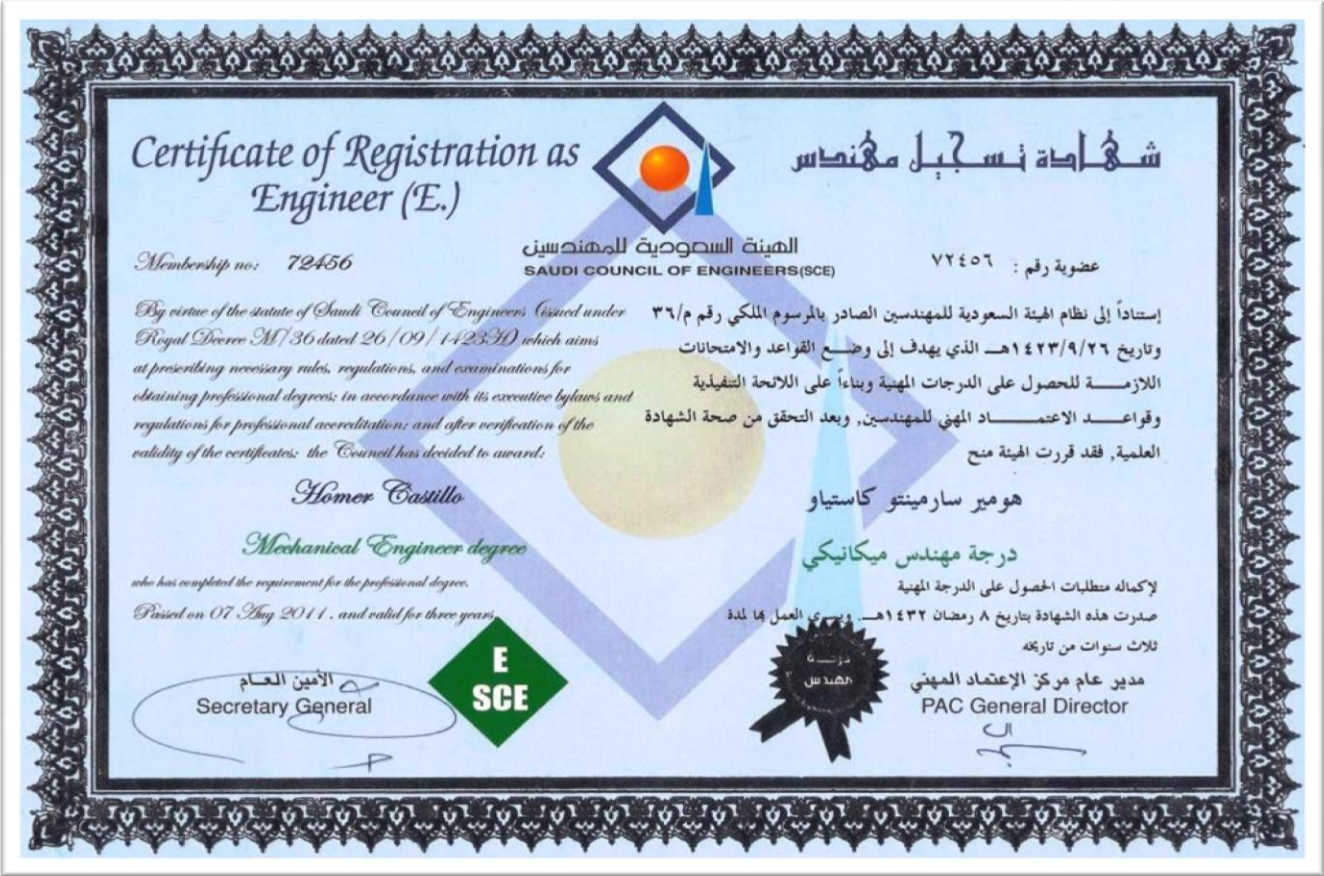 Certificate of Registration as
Engineer (E.)
شهادة تسجيل مهندس
الهيئة السعودية للمهندسين
SAUDI COUNCIL OF ENGINEERS(SCE)
Membership no: 72456
عضوية رقم : ٧٢٤٥٦
By virtue of the statute of Saudi Council of Engineers (issued under
Rogal Decree M/36 dated 26/09/1423H) which aims
at prescribing necessary rules, regulations, and examinations for
obtaining professional degrees; in accordance with its executive bylaws and
regulations for professional accreditation; and after verification of the
validity of the certificates: the Council has decided to award:
Homer Castillo
Mechanical Engineer degree
who has completed the requirement for the professional degree.
Passed on 07 Aug 2011. and valid for three years.
إستناداً إلى نظام الهيئة السعودية للمهندسين الصادر بالمرسوم الملكي رقم م/٣٦
وتاريخ ١٤٢٣/٩/٢٦هـ الذي يهدف إلى وضع القواعد والامتحانات
اللازمة للحصول على الدرجات المهنية وبناءاً على اللائحة التنفيذية
وقواعد الاعتماد المهني للمهندسين, وبعد التحقق من صحة الشهادة
العلمية, فقد قررت الهيئة منح
هومير سارمينتو كاستياو
درجة مهندس ميكانيكي
لإكماله متطلبات الحصول على الدرجة المهنية
صدرت هذه الشهادة بتاريخ ٨ رمضان ١٤٣٢هـ. ويسري العمل بها لمدة
ثلاث سنوات من تاريخه
الأمين العام
Secretary General
E
SCE
درجة
المهندس
مدير عام مركز الإعتماد المهني
PAC General Director